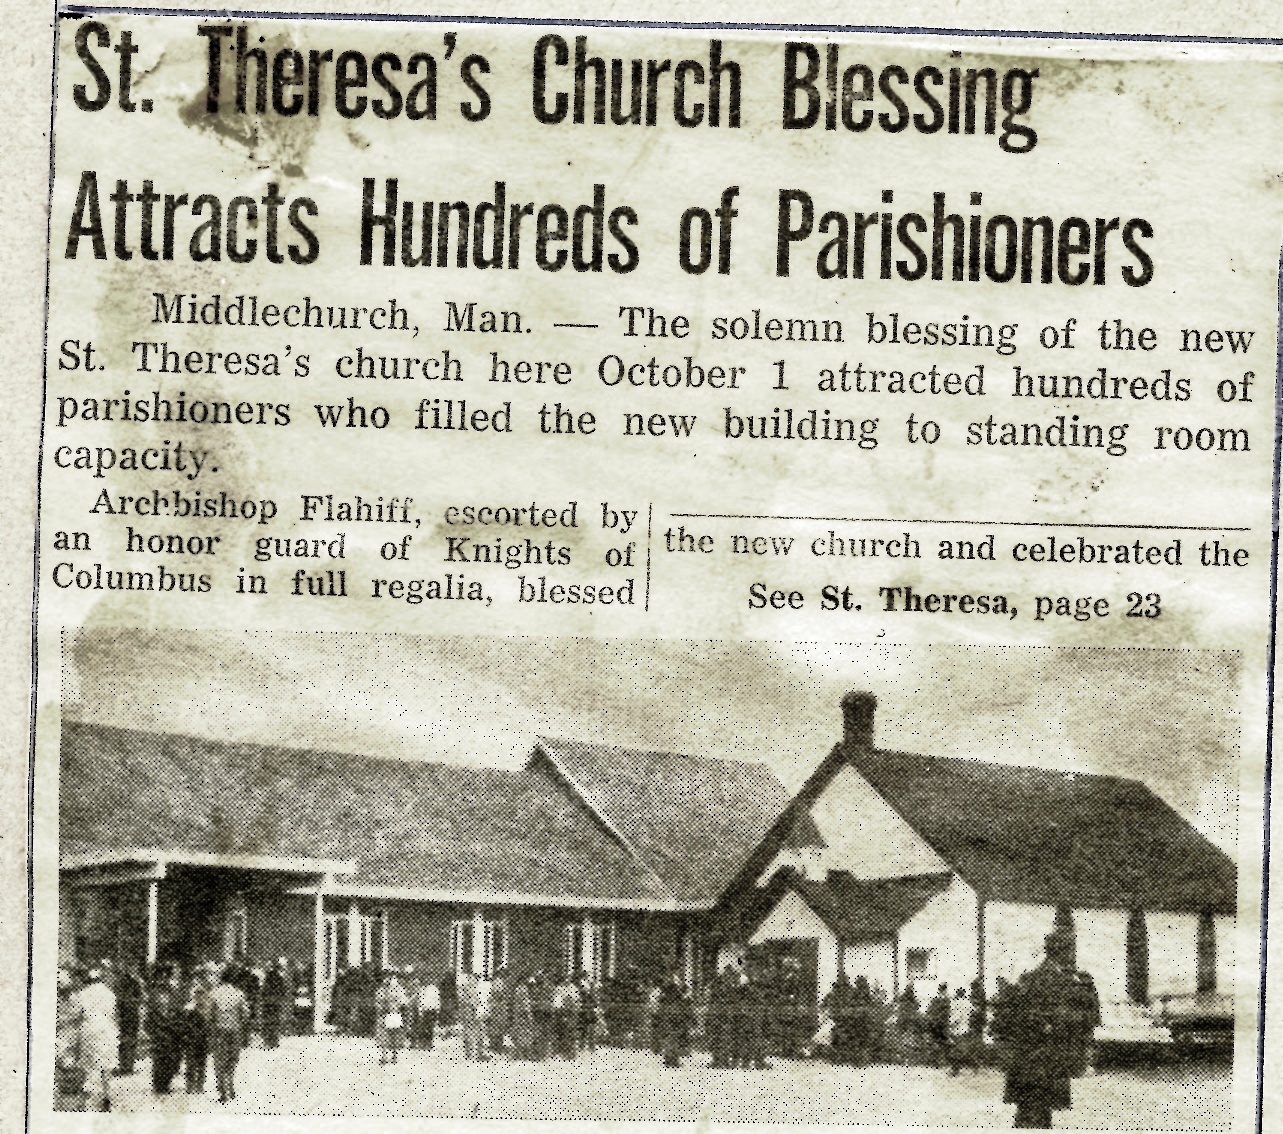 St. Theresa's Church Blessing
Attracts Hundreds of Parishioners
Middlechurch, Man. — The solemn blessing of the new
St. Theresa's church here October 1 attracted hundreds of
parishioners who filled the new building to standing room
capacity.
Archbishop Flahiff, escorted by
an honor guard of Knights of
Columbus in full regalia, blessed
the new church and celebrated the
See St. Theresa, page 23